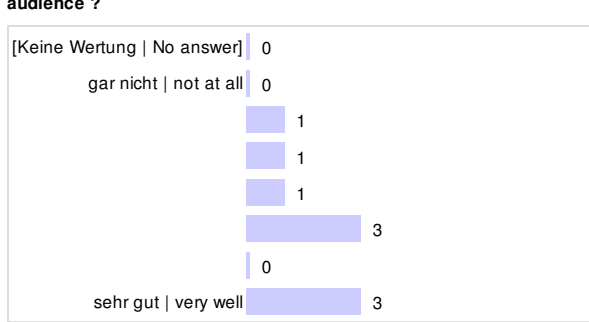 audience ?
[Keine Wertung | No answer] 0
gar nicht | not at all 0
1
1
1
3
0
sehr gut | very well 3